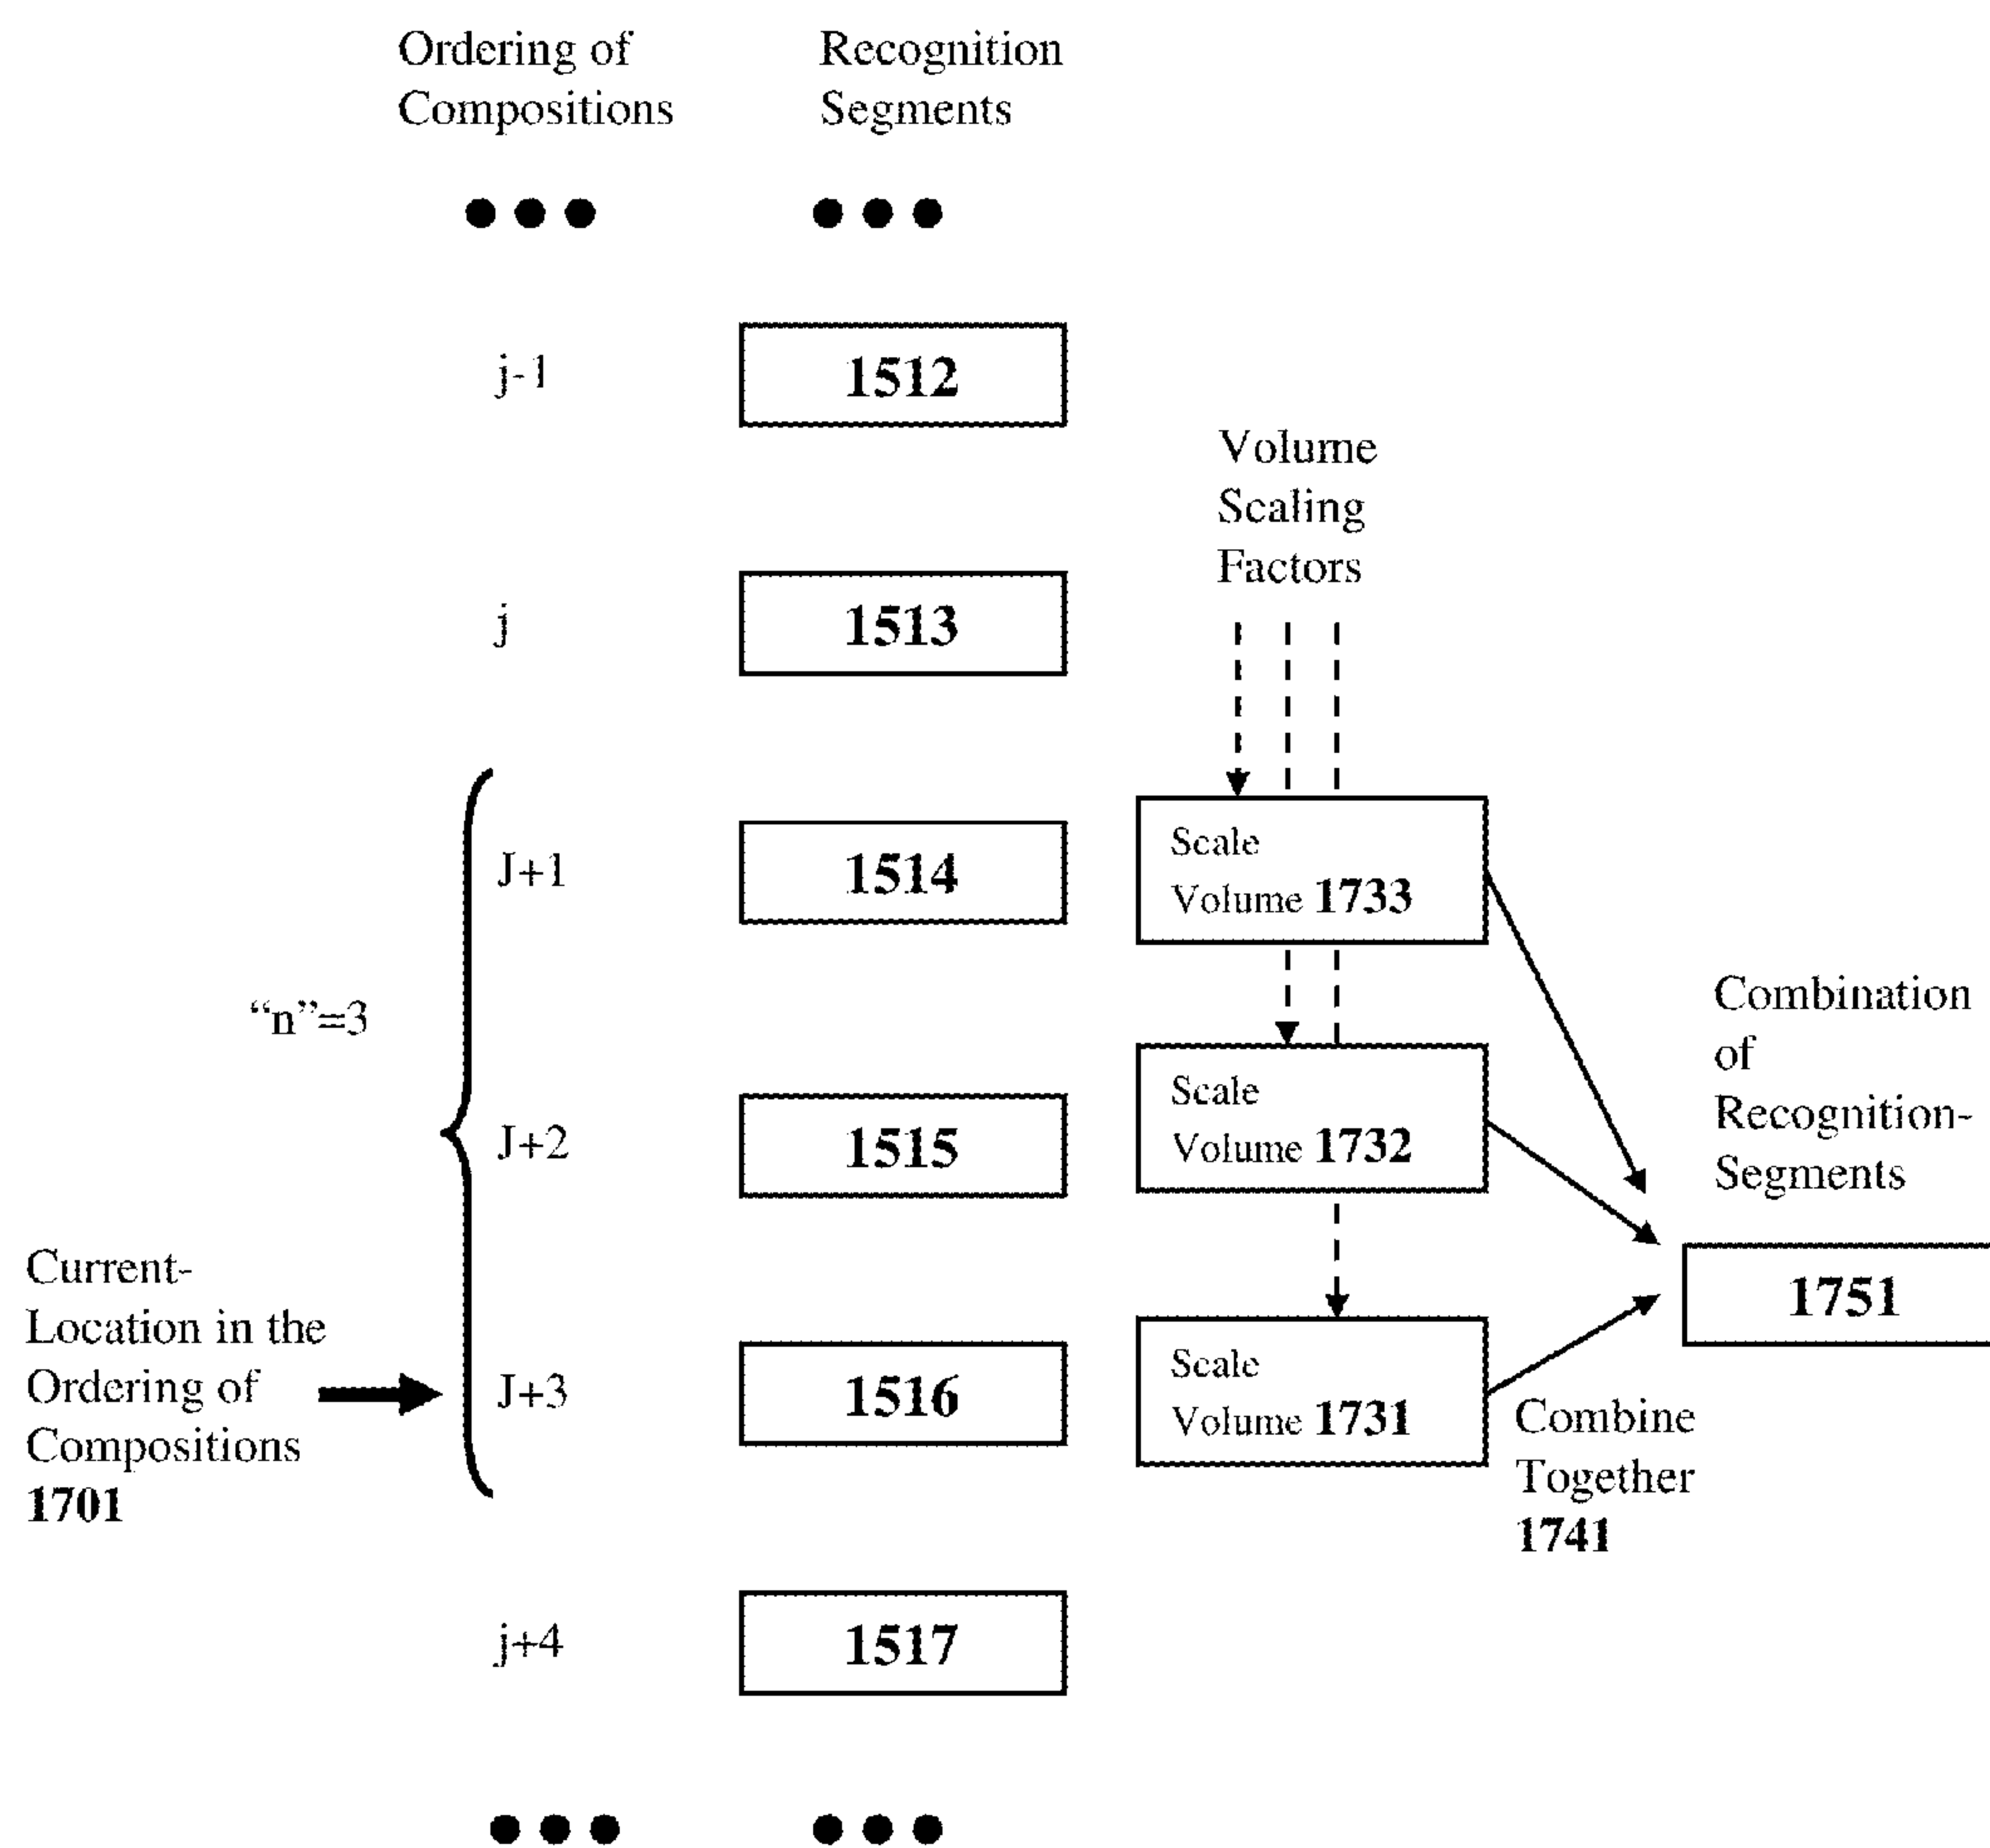 Ordering of
Compositions
Recognition
Segments
j-1
1512
Volume
Scaling
Factors
j
1513
J+1
1514
Scale
Volume 1733
“n”=3
Combination
of
Recognition-
Segments
J+2
1515
Scale
Volume 1732
Current-
Location in the
Ordering of
Compositions
1701
J+3
1516
Scale
Volume 1731
1751
Combine
Together
1741
j+4
1517